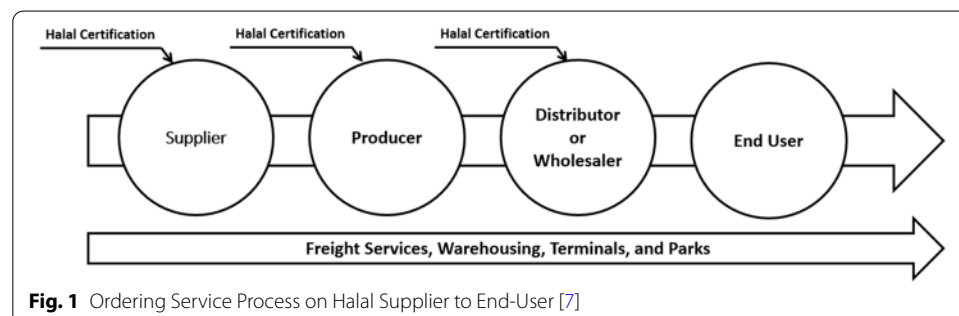 Halal Certification
Halal Certification
Halal Certification
Supplier
Producer
Distributor
or
Wholesaler
End User
Freight Services, Warehousing, Terminals, and Parks
Fig. 1 Ordering Service Process on Halal Supplier to End-User [7]